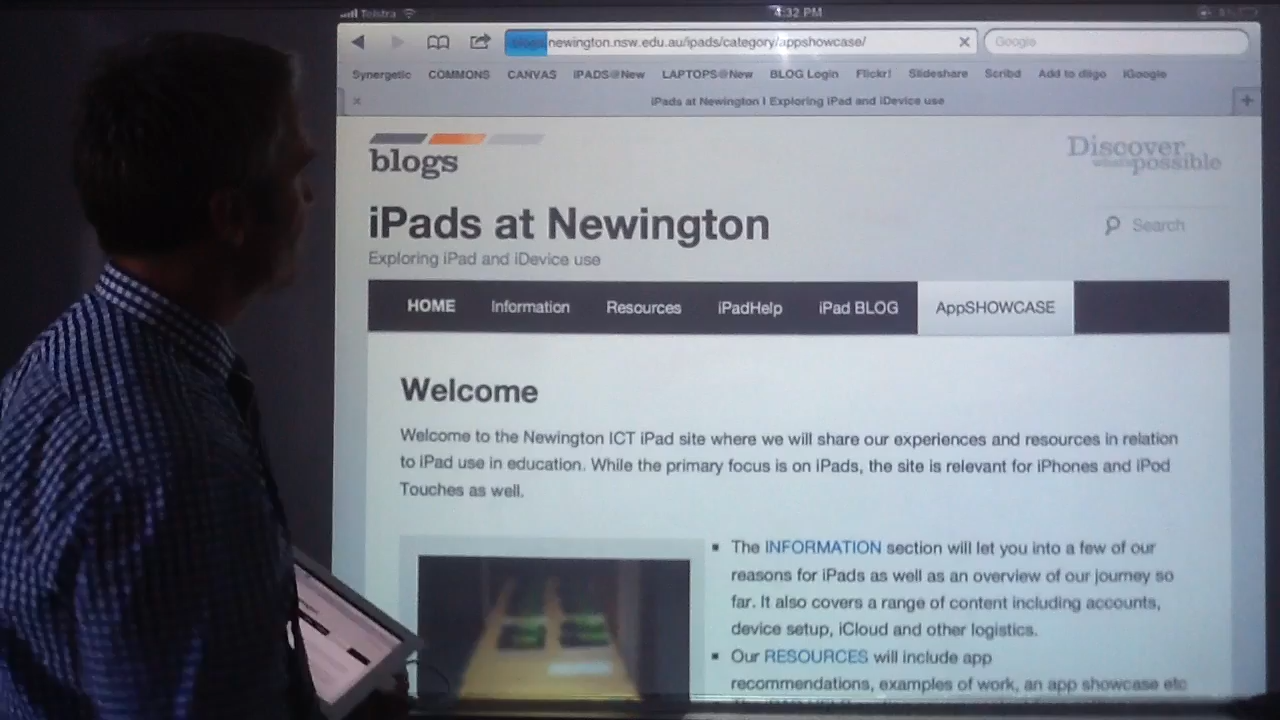 Telstra 4:32 PM
blogs.newington.nsw.edu.au/ipads/category/appshowcase/ Google
Synergetic COMMONS CANVAS iPADS@New LAPTOPS@New BLOG Login Flickr! Slideshare Scribd Add to diigo iGoogle
iPads at Newington | Exploring iPad and iDevice use
blogs
Discover
what's possible
iPads at Newington
Search
Exploring iPad and iDevice use
HOME Information Resources iPadHelp iPad BLOG AppSHOWCASE
Welcome
Welcome to the Newington ICT iPad site where we will share our experiences and resources in relation
to iPad use in education. While the primary focus is on iPads, the site is relevant for iPhones and iPod
Touches as well.
The INFORMATION section will let you into a few of our
reasons for iPads as well as an overview of our journey so
far. It also covers a range of content including accounts,
device setup, iCloud and other logistics.
Our RESOURCES will include app
recommendations, examples of work, an app showcase etc